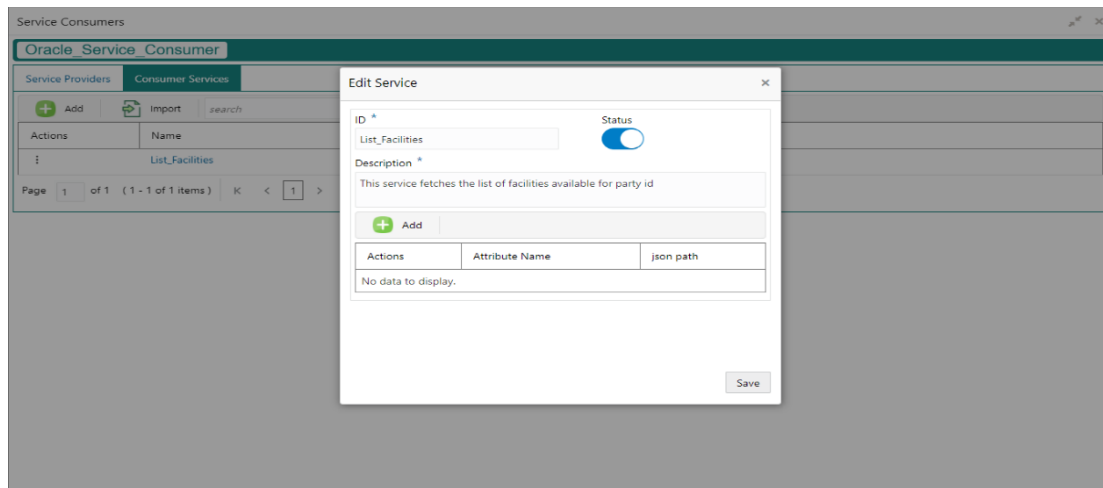 Service Consumers
Oracle_Service_Consumer
Service Providers Consumer Services
Add Import search
Actions Name
List_Facilities
Page 1 of 1 (1 - 1 of 1 items) K < 1 >
Edit Service ×
ID * Status
List_Facilities
Description *
This service fetches the list of facilities available for party id
Add
Actions Attribute Name json path
No data to display.
Save